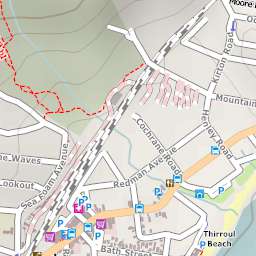 Moore
Kirton Road
Mountain
Henley Road
Cochrane Road
Redman Avenue
Sea Foam Avenue
ne Waves
Lookout
Thirroul
Beach
Bath Street